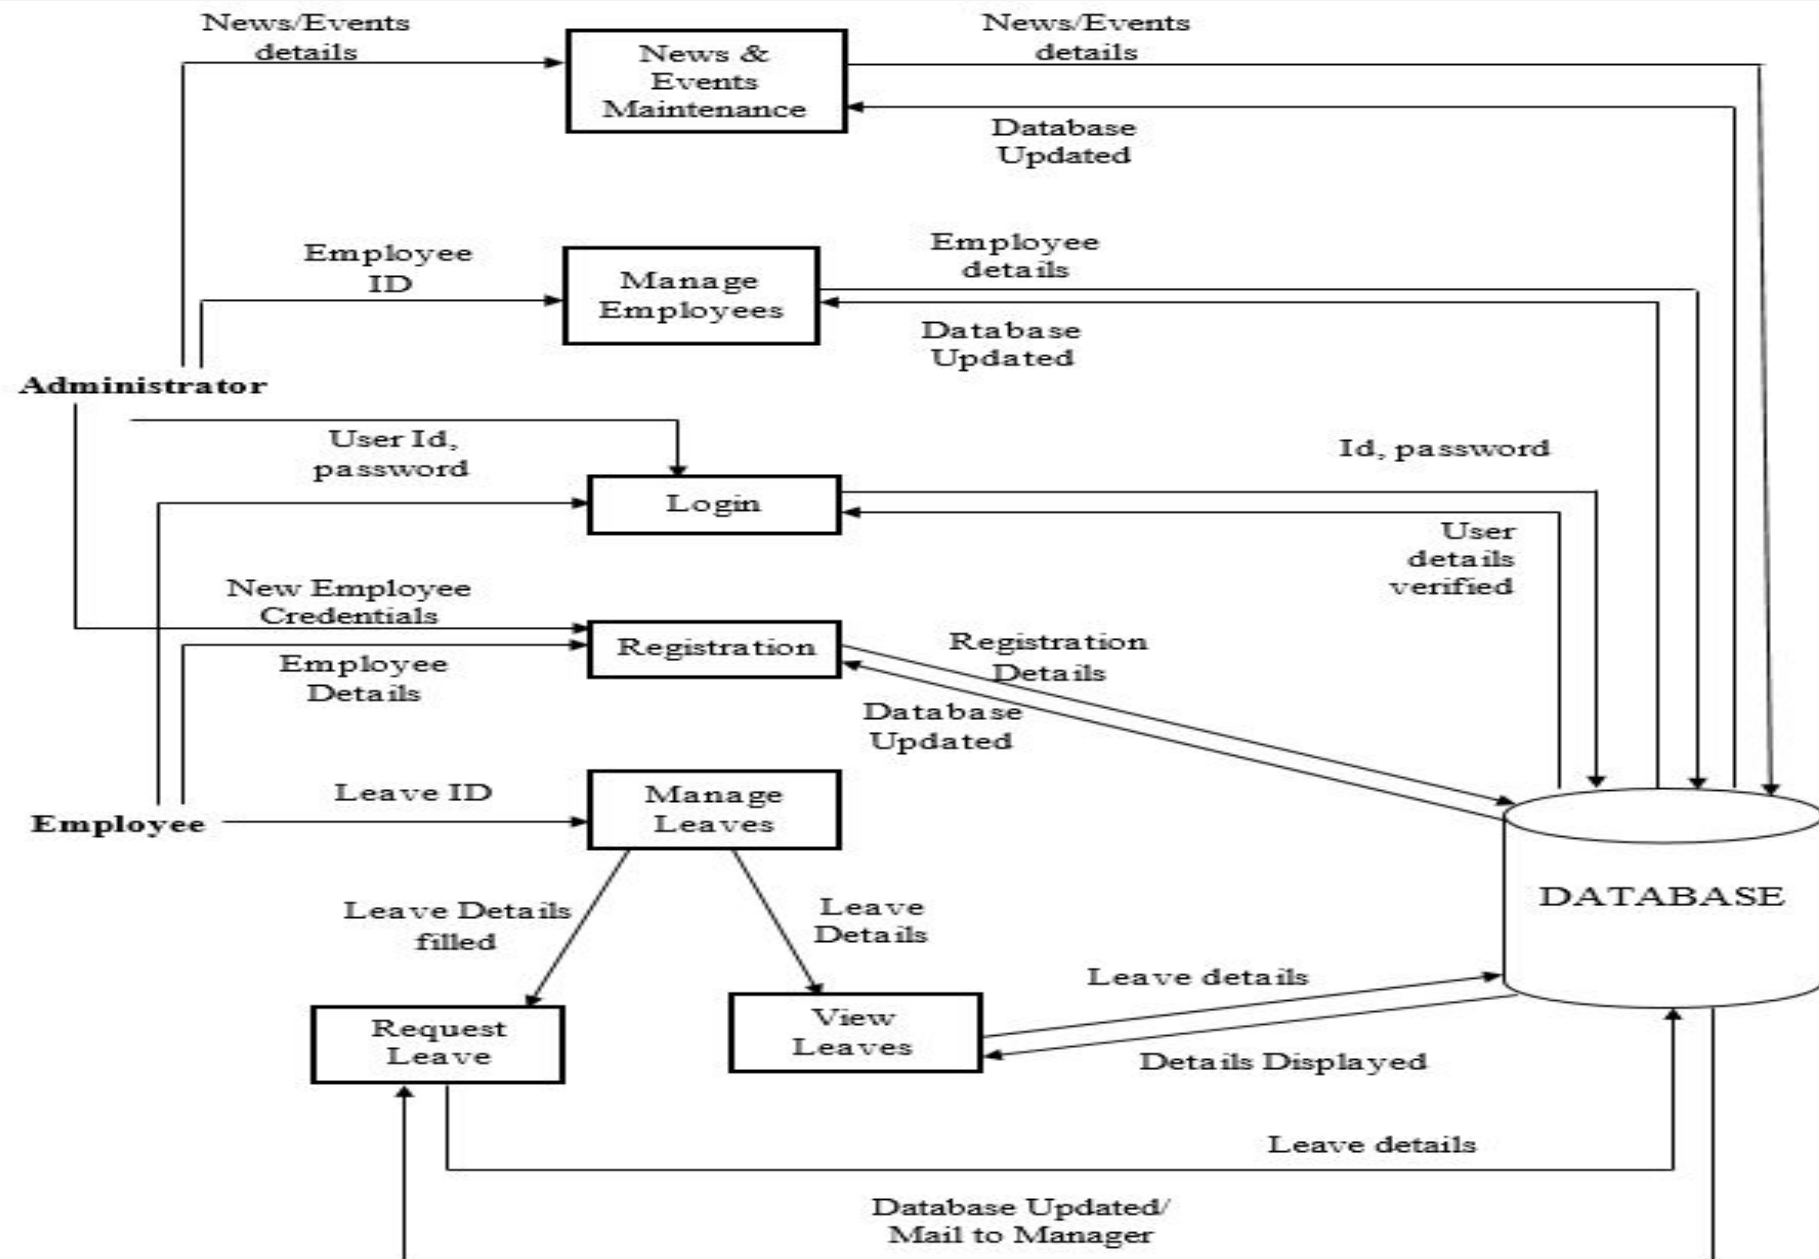 News/Events
details
News &
Events
Maintenance
News/Events
details
Database
Updated
Employee
ID
Manage
Employees
Employee
details
Database
Updated
Administrator
User Id,
password
Login
Id, password
User
details
verified
New Employee
Credentials
Registration
Employee
Details
Registration
Details
Database
Updated
Leave ID
Employee
Manage
Leaves
DATABASE
Leave Details
filled
Leave
Details
Request
Leave
View
Leaves
Leave details
Details Displayed
Leave details
Database Updated/
Mail to Manager